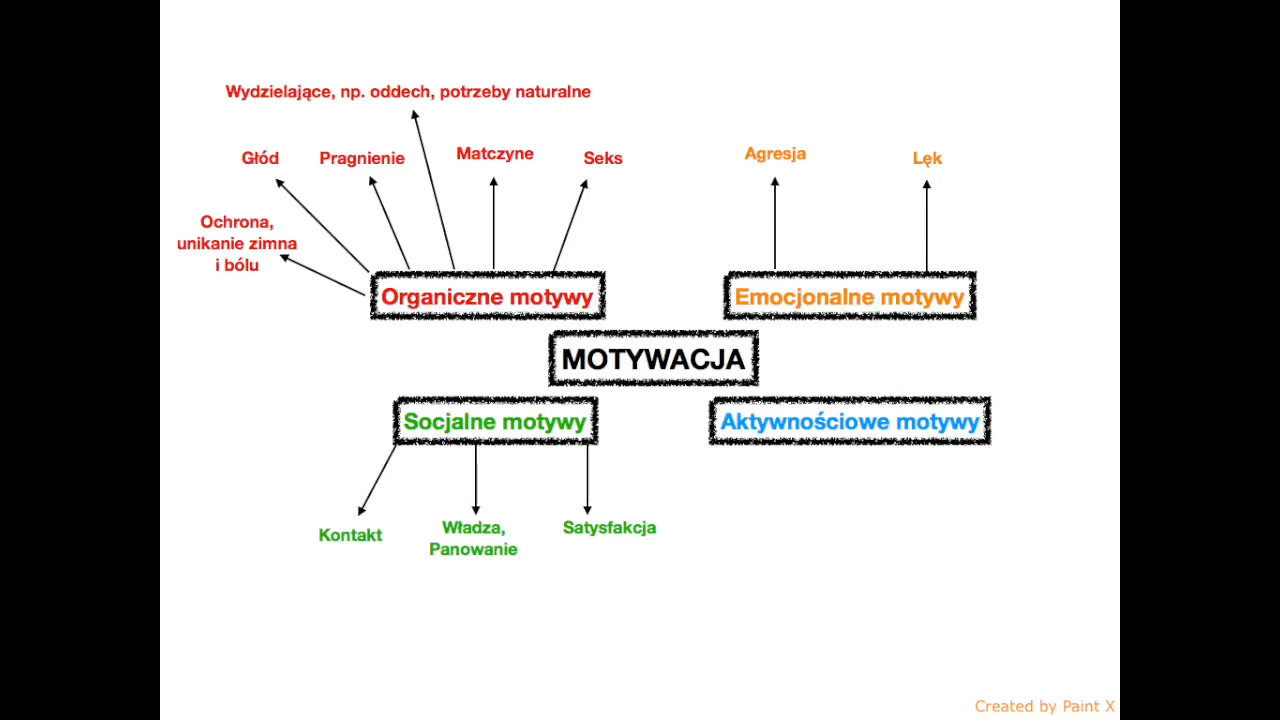 Wydzielające, np. oddech, potrzeby naturalne
Głód
Pragnienie
Matczyne
Seks
Agresja
Lęk
Ochrona,
unikanie zimna
i bólu
Organiczne motywy
Emocjonalne motywy
MOTYWACJA
Socjalne motywy
Aktywnościowe motywy
Kontakt
Władza,
Panowanie
Satysfakcja
Created by Paint X